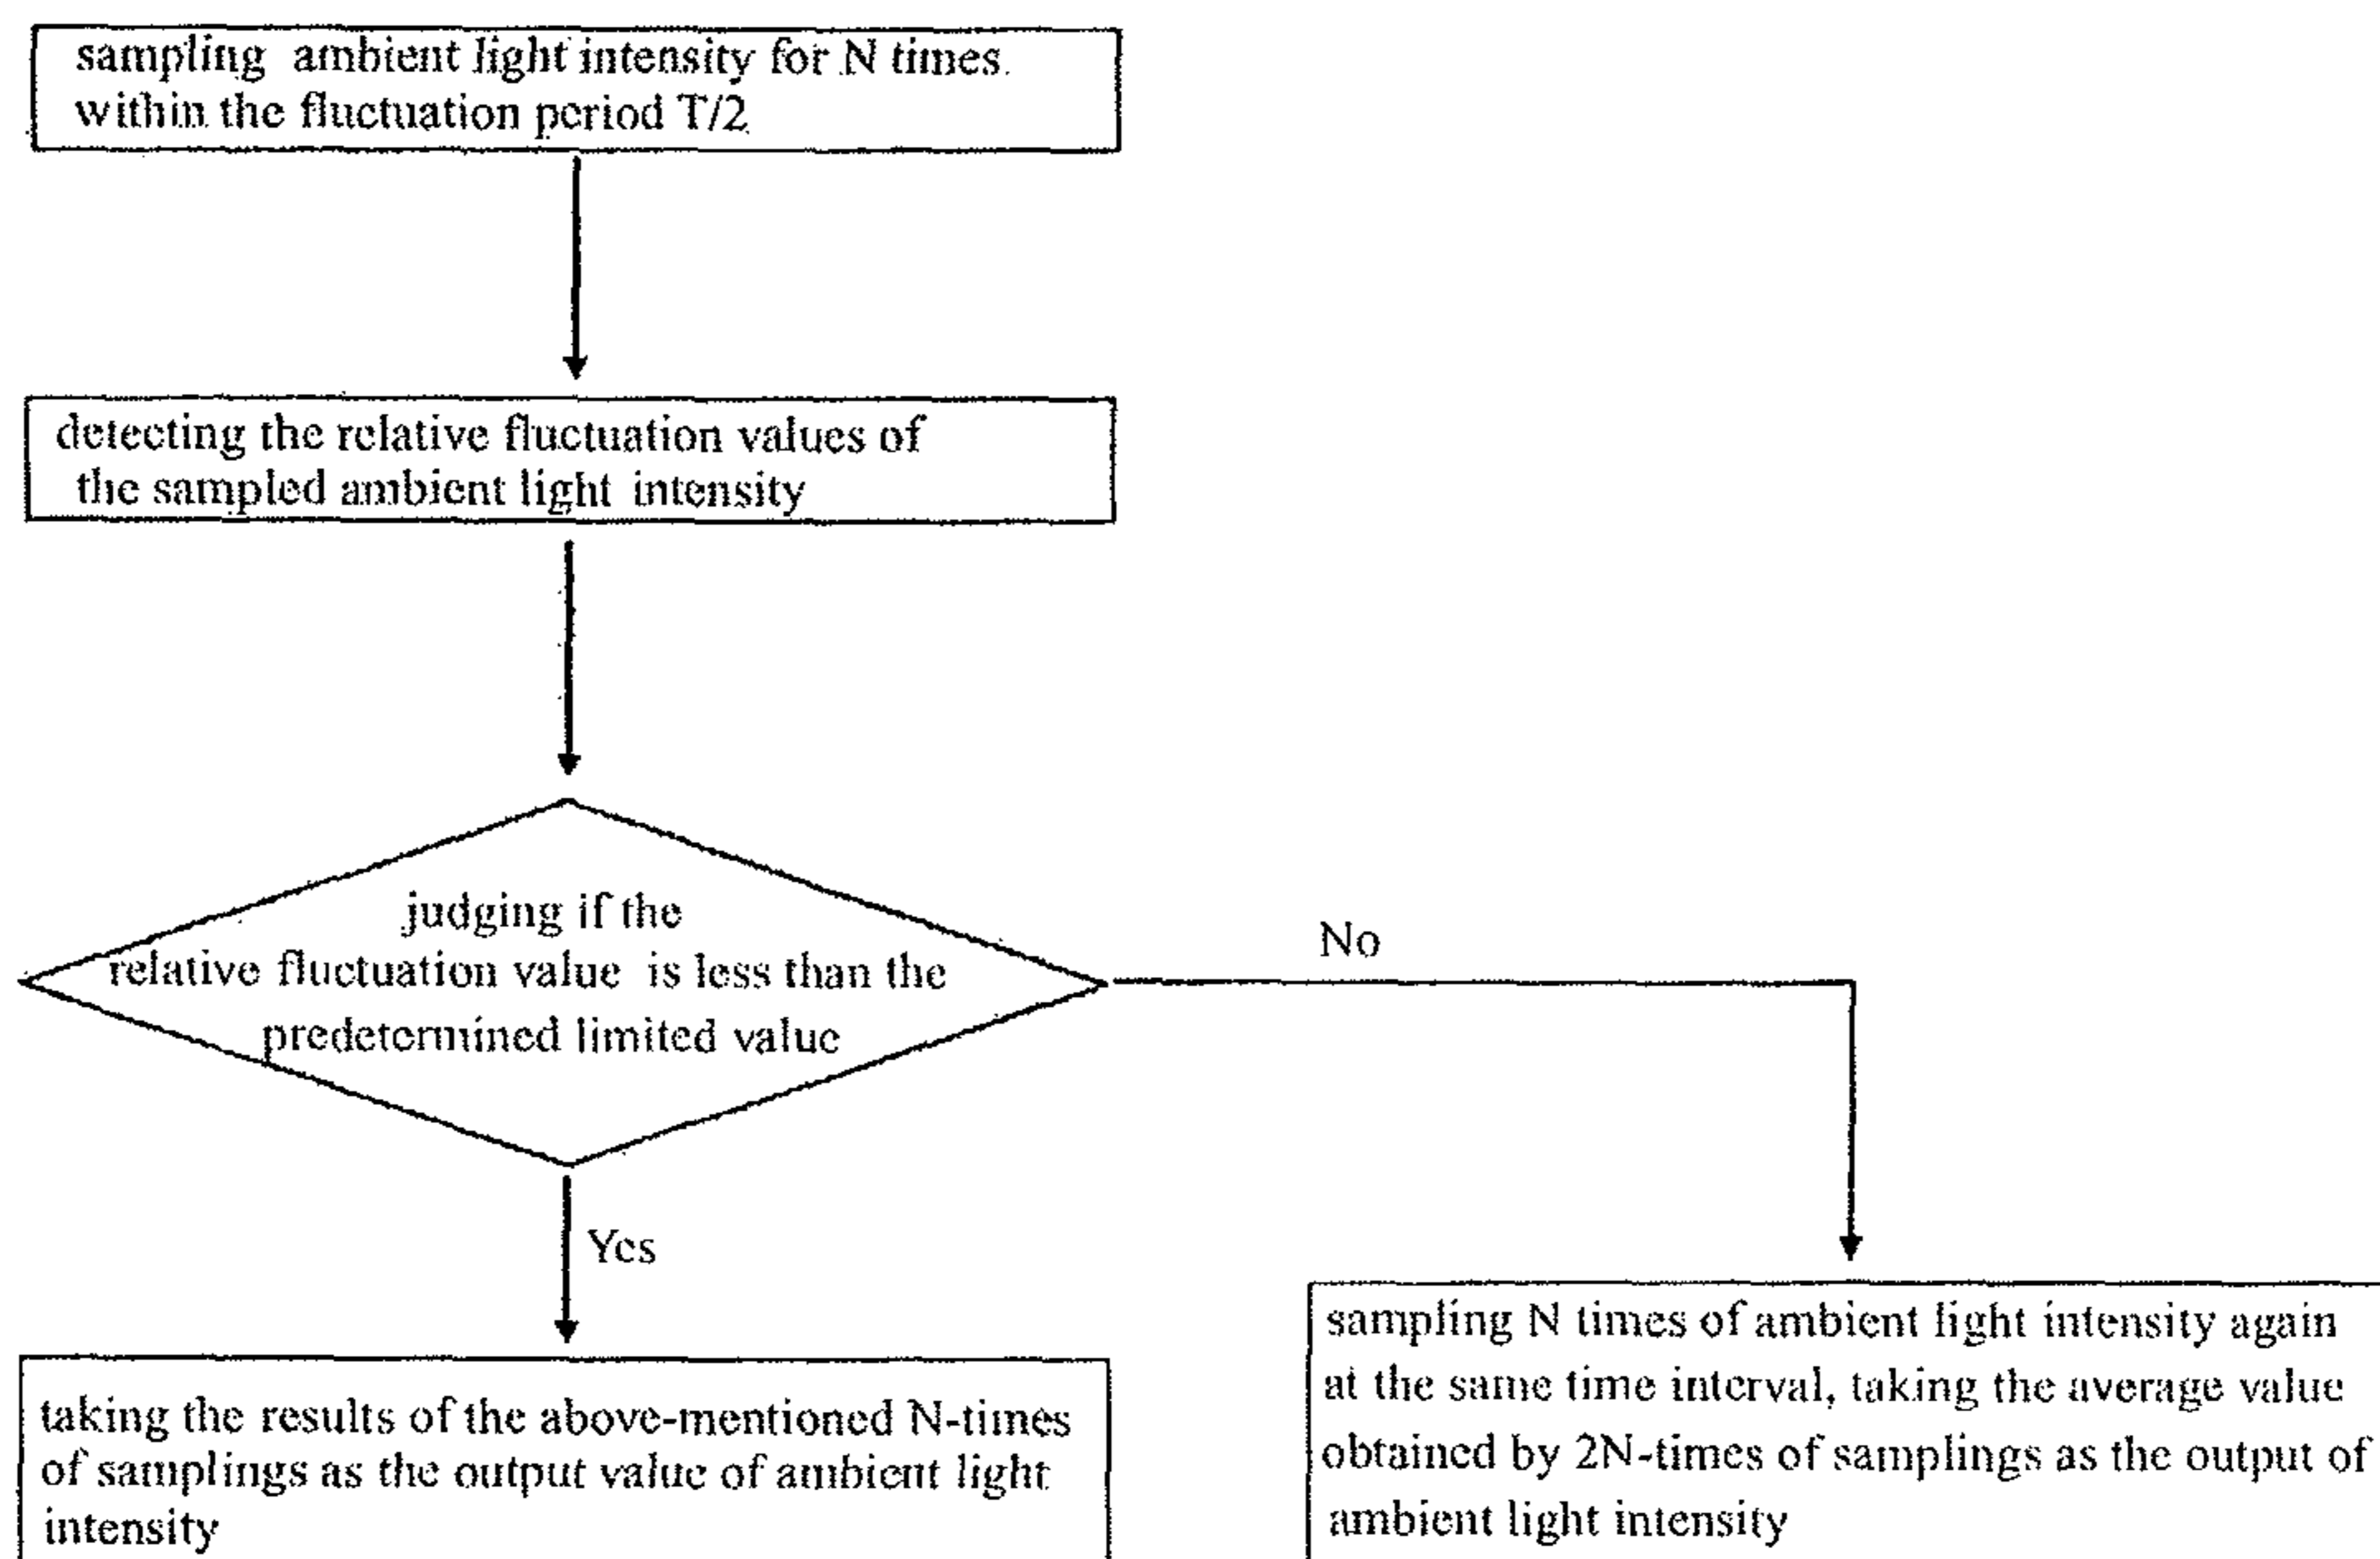 sampling ambient light intensity for N times.
within the fluctuation period T/2
detecting the relative fluctuation values of
the sampled ambient light intensity
judging if the
relative fluctuation value is less than the
predetermined limited value
No
Yes
taking the results of the above-mentioned N-times
of samplings as the output value of ambient light
intensity
sampling N times of ambient light intensity again
at the same time interval, taking the average value
obtained by 2N-times of samplings as the output of
ambient light intensity